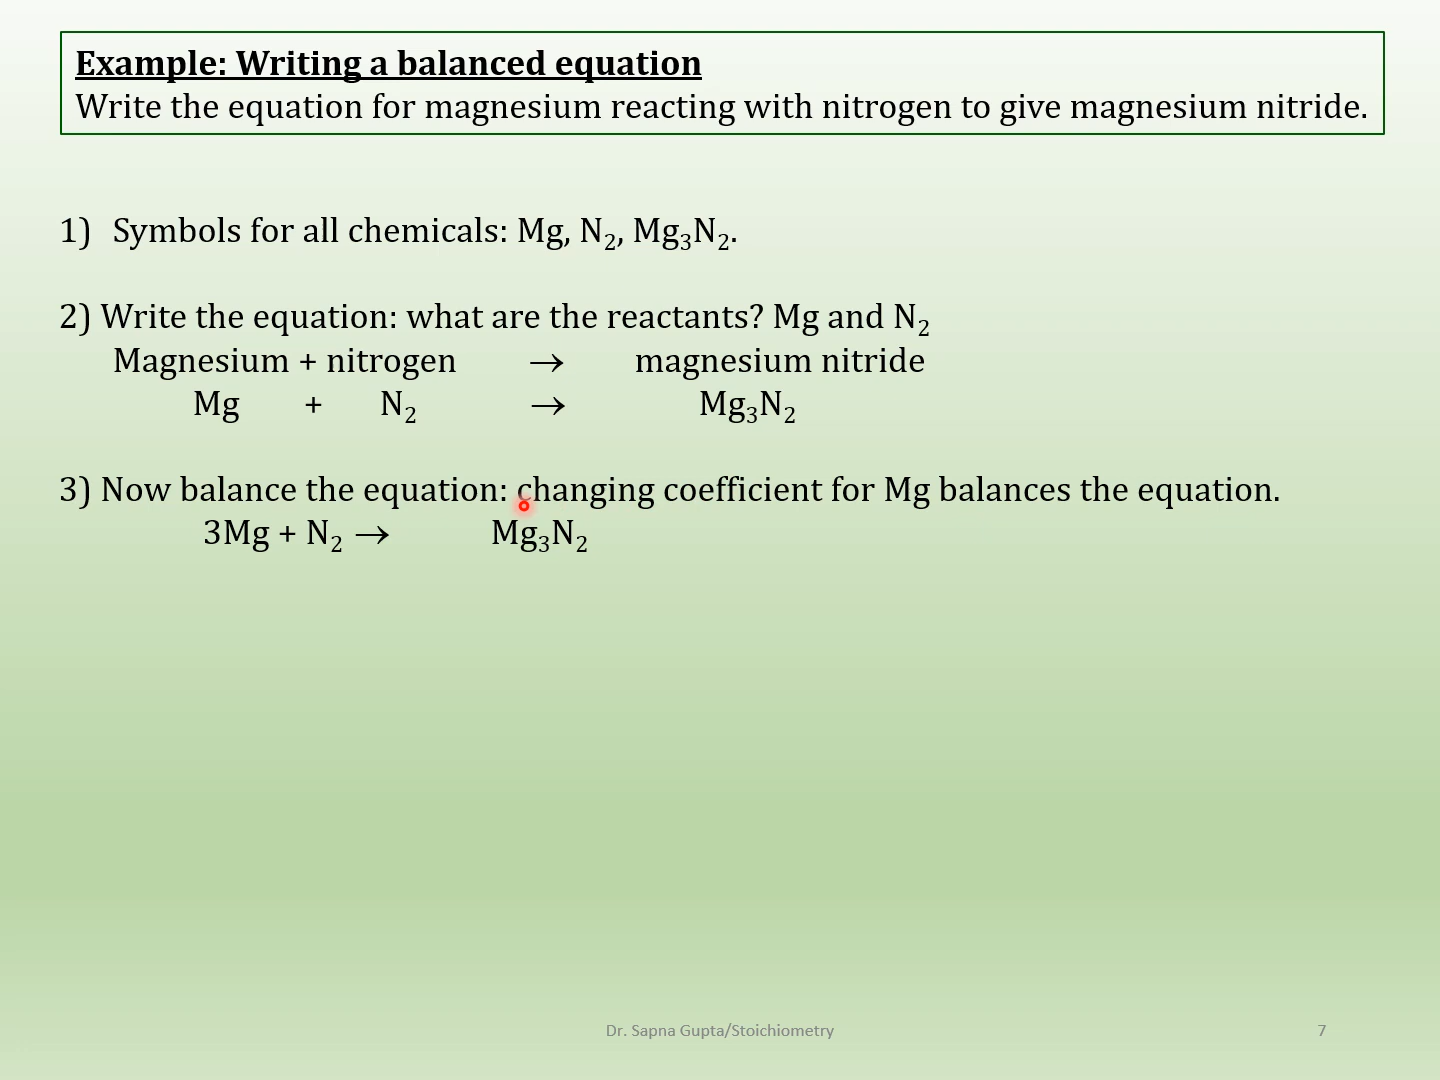 Example: Writing a balanced equation
Write the equation for magnesium reacting with nitrogen to give magnesium nitride.
1) Symbols for all chemicals: Mg, N₂, Mg₃N₂.
2) Write the equation: what are the reactants? Mg and N₂
Magnesium + nitrogen → magnesium nitride
Mg + N₂ → Mg₃N₂
3) Now balance the equation: changing coefficient for Mg balances the equation.
3Mg + N₂ → Mg₃N₂
Dr. Sapna Gupta/Stoichiometry 7